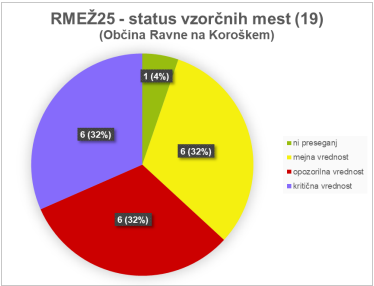 RMEŽ25 - status vzorčnih mest (19)
(Občina Ravne na Koroškem)
1 (4%)
6 (32%)
6 (32%)
6 (32%)
ni preseganj
mejna vrednost
opozorilna vrednost
kritična vrednost